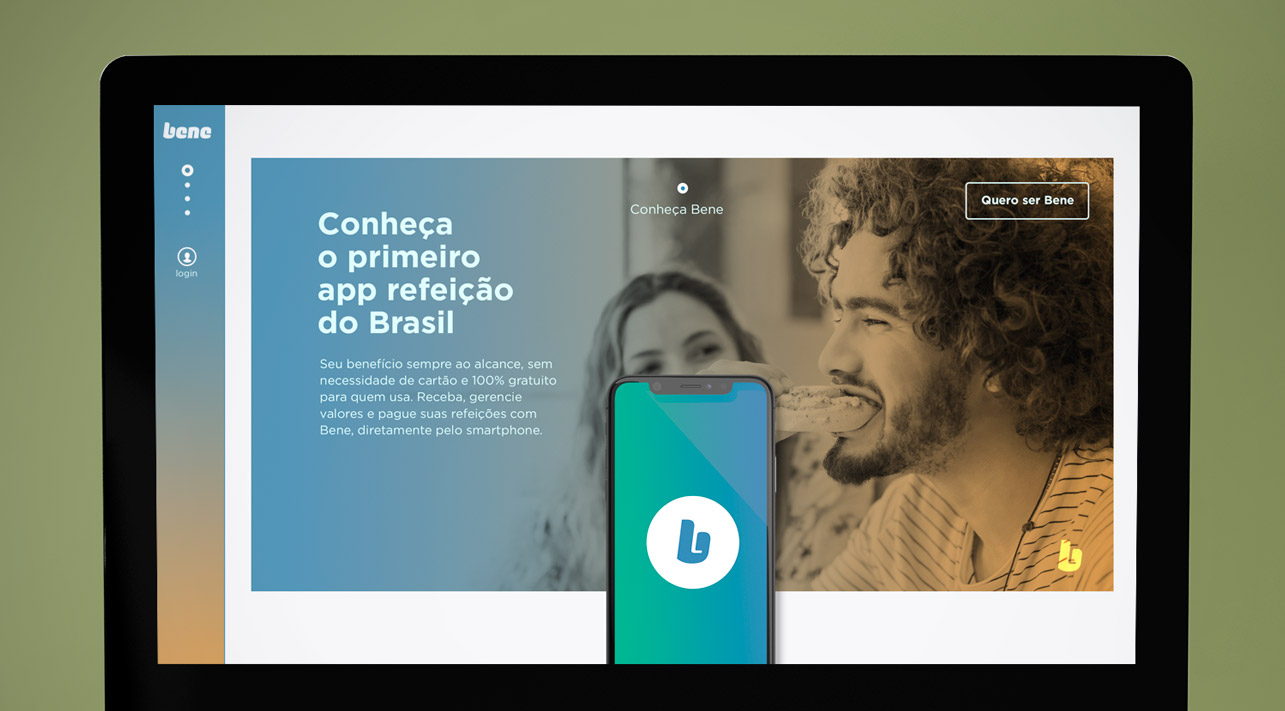 bene
login
Conheça Bene
Quero ser Bene
Conheça
o primeiro
app refeição
do Brasil
Seu benefício sempre ao alcance, sem
necessidade de cartão e 100% gratuito
para quem usa. Receba, gerencie
valores e pague suas refeições com
Bene, diretamente pelo smartphone.
b
b